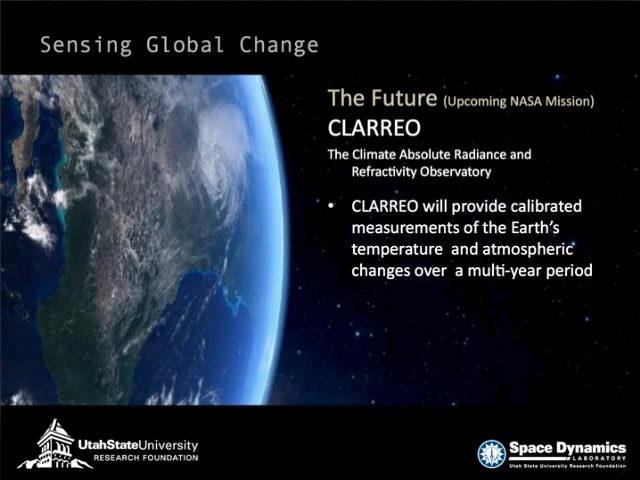 Sensing Global Change
The Future (Upcoming NASA Mission)
CLARREO
The Climate Absolute Radiance and
Refractivity Observatory
• CLARREO will provide calibrated
measurements of the Earth's
temperature and atmospheric
changes over a multi-year period
UtahStateUniversity
RESEARCH FOUNDATION
Space Dynamics
LABORATORY
Utah State University Research Foundation